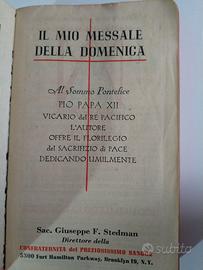 IL MIO MESSALE
DELLA DOMENICA
Al Sommo Pontefice
PIO PAPA XII
VICARIO del RE PACIFICO
L'AUTORE
OFFRE IL FLORILEGIO
del SACRIFIZIO di PACE
DEDICANDO UMILMENTE
Sac. Giuseppe F. Stedman
Direttore della
CONFRATERNITÀ del PREZIOSISSIMO SANGUE
5300 Fort Hamilton Parkway, Brooklyn 19, N.Y.
subito